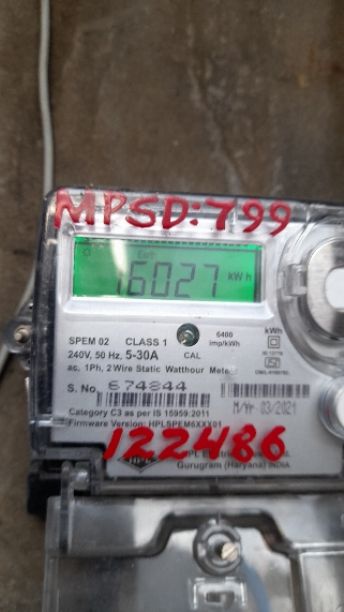 MPSD:799
Earth
16027 kWh
SPEM 02 CLASS 1
240V, 50 Hz, 5-30A CAL
6400
imp/kWh
kWh
ac, 1Ph, 2 Wire Static Watthour
S. No. 674844
Category C3 as per IS 15959:2011
Firmware Version: HPLSPEM6XXX01
M/Yr 03/2021
122486
Gurugram (Haryana) INDIA